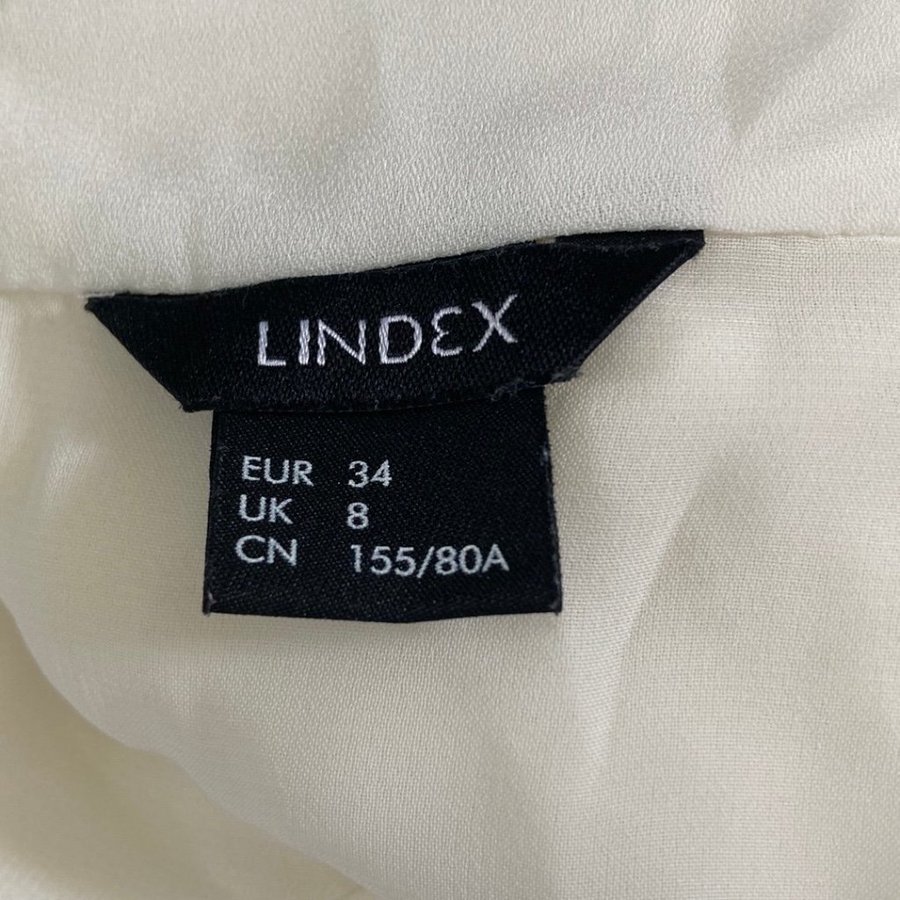 LINDEX
EUR 34
UK 8
CN 155/80A